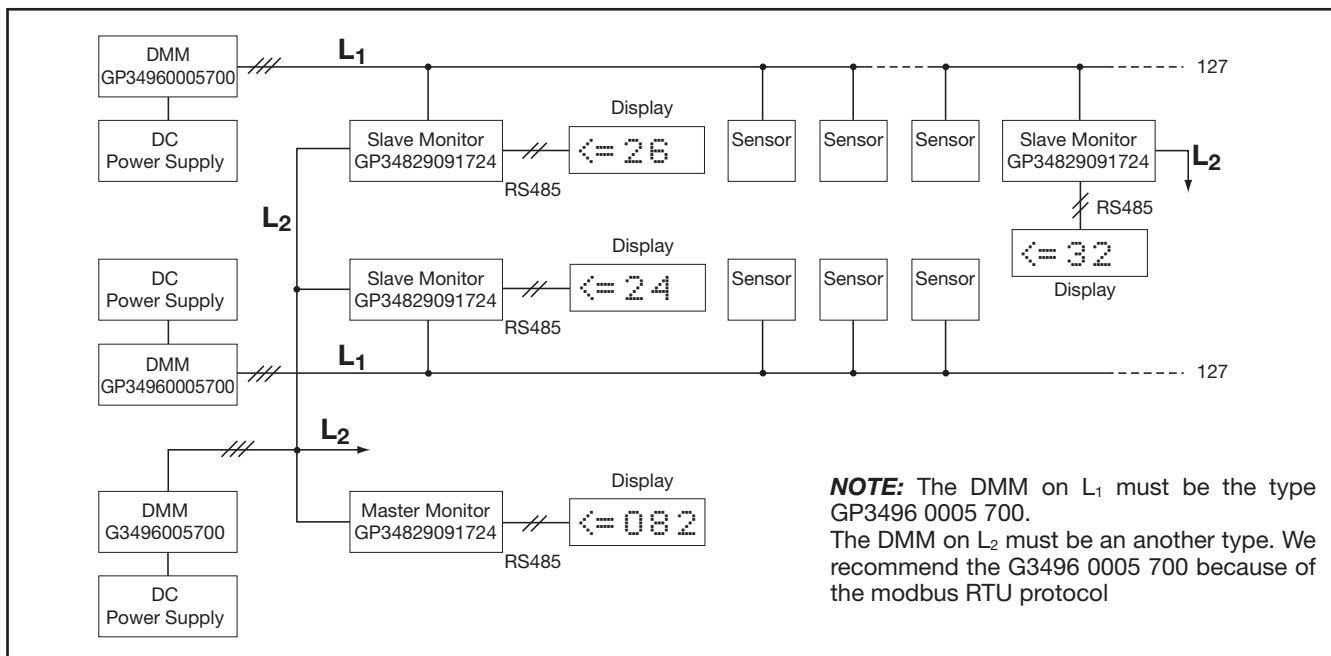 DMM
GP34960005700
L1
127
DC
Power Supply
Slave Monitor
GP34829091724
RS485
Display
<=26
Sensor
Sensor
Sensor
Slave Monitor
GP34829091724
L2
RS485
<=32
Display
L2
DC
Power Supply
Slave Monitor
GP34829091724
RS485
Display
<=24
Sensor
Sensor
Sensor
DMM
GP34960005700
L1
127
L2
DMM
G3496005700
DC
Power Supply
Master Monitor
GP34829091724
RS485
Display
<=082
NOTE: The DMM on L1 must be the type
GP3496 0005 700.
The DMM on L2 must be an another type. We
recommend the G3496 0005 700 because of
the modbus RTU protocol